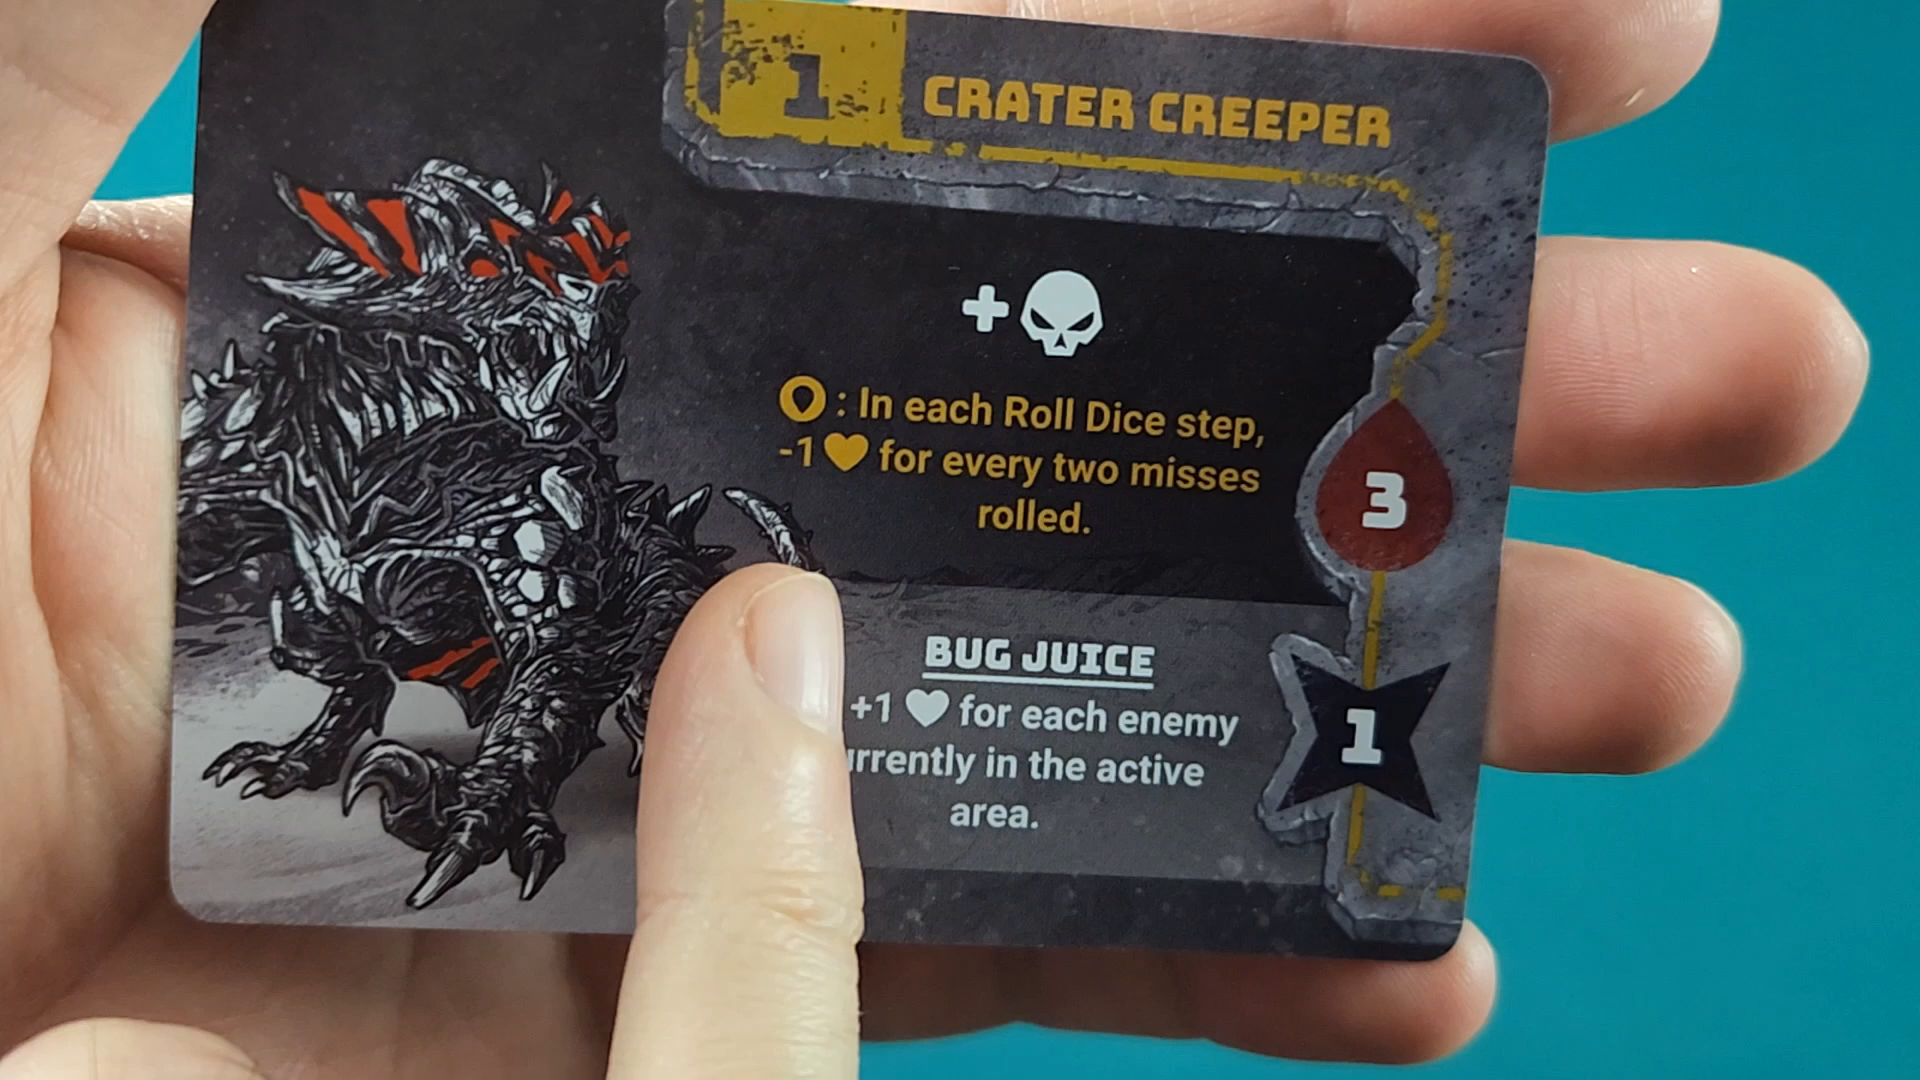 1
CRATER CREEPER
+
: In each Roll Dice step,
-1 for every two misses
rolled.
3
BUG JUICE
+1 for each enemy
in the active
area.
1